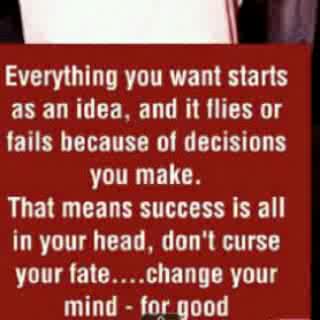 Everything you want starts
as an idea, and it flies or
fails because of decisions
you make.
That means success is all
in your head, don't curse
your fate....change your
mind - for good